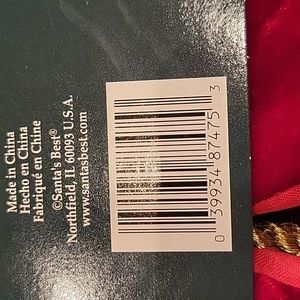 Made in China
Hecho en China
Fabriqué en Chine
©Santa's Best®
Northfield, IL 60093 U.S.A.
www.santasbest.com
0 39934 87475 3